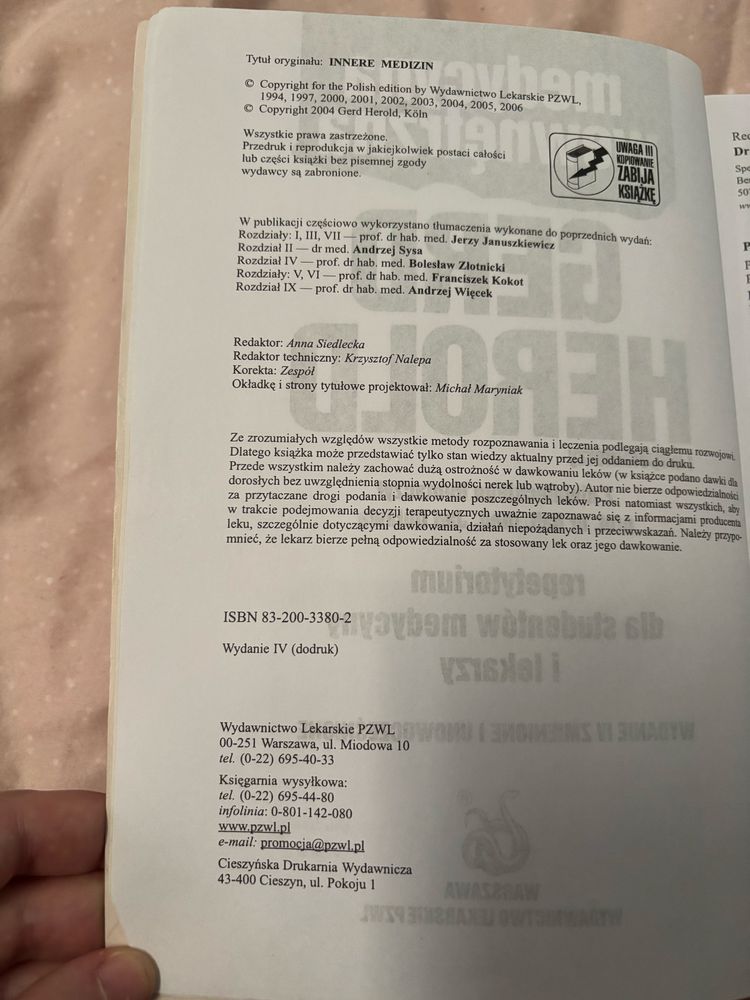 Tytuł oryginału: INNERE MEDIZIN
© Copyright for the Polish edition by Wydawnictwo Lekarskie PZWL,
1994, 1997, 2000, 2001, 2002, 2003, 2004, 2005, 2006
© Copyright 2004 Gerd Herold, Köln
Wszystkie prawa zastrzeżone.
Przedruk i reprodukcja w jakiejkolwiek postaci całości
lub części książki bez pisemnej zgody
wydawcy są zabronione.
UWAGA !!!
KOPIOWANIE
ZABIJA
KSIĄŻKĘ
W publikacji częściowo wykorzystano tłumaczenia wykonane do poprzednich wydań:
Rozdziały: I, III, VII — prof. dr hab. med. Jerzy Januszkiewicz
Rozdział II — dr med. Andrzej Sysa
Rozdział IV — prof. dr hab. med. Bolesław Złotnicki
Rozdziały: V, VI — prof. dr hab. med. Franciszek Kokot
Rozdział IX — prof. dr hab. med. Andrzej Więcek
Redaktor: Anna Siedlecka
Redaktor techniczny: Krzysztof Nalepa
Korekta: Zespół
Okładkę i strony tytułowe projektował: Michał Maryniak
Ze zrozumiałych względów wszystkie metody rozpoznawania i leczenia podlegają ciągłemu rozwojowi.
Dlatego książka może przedstawiać tylko stan wiedzy aktualny przed jej oddaniem do druku.
Przede wszystkim należy zachować dużą ostrożność w dawkowaniu leków (w książce podano dawki dla
dorosłych bez uwzględnienia stopnia wydolności nerek lub wątroby). Autor nie bierze odpowiedzialności
za przytaczane drogi podania i dawkowanie poszczególnych leków. Prosi natomiast wszystkich, aby
w trakcie podejmowania decyzji terapeutycznych uważnie zapoznawać się z informacjami producenta
leku, szczególnie dotyczącymi dawkowania, działań niepożądanych i przeciwwskazań. Należy przypo-
mnieć, że lekarz bierze pełną odpowiedzialność za stosowany lek oraz jego dawkowanie.
ISBN 83-200-3380-2
Wydanie IV (dodruk)
Wydawnictwo Lekarskie PZWL
00-251 Warszawa, ul. Miodowa 10
tel. (0-22) 695-40-33
Księgarnia wysyłkowa:
tel. (0-22) 695-44-80
infolinia: 0-801-142-080
www.pzwl.pl
e-mail: promocja@pzwl.pl
Cieszyńska Drukarnia Wydawnicza
43-400 Cieszyn, ul. Pokoju 1